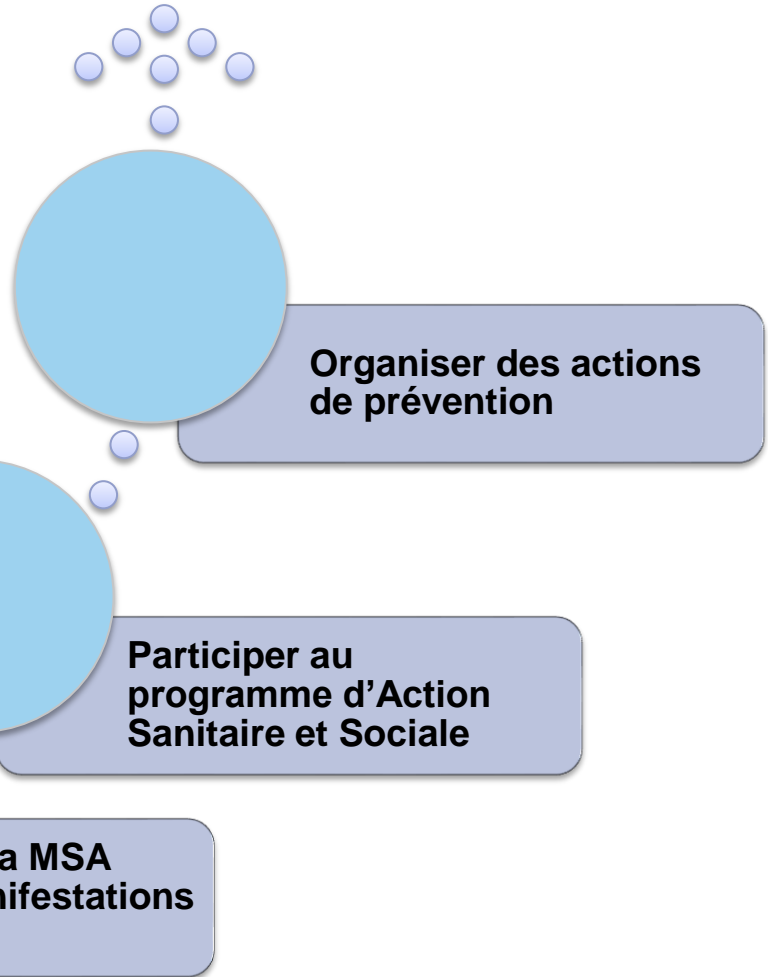 Organiser des actions
de prévention
Participer au
programme d’Action
Sanitaire et Sociale
a MSA
nifestations